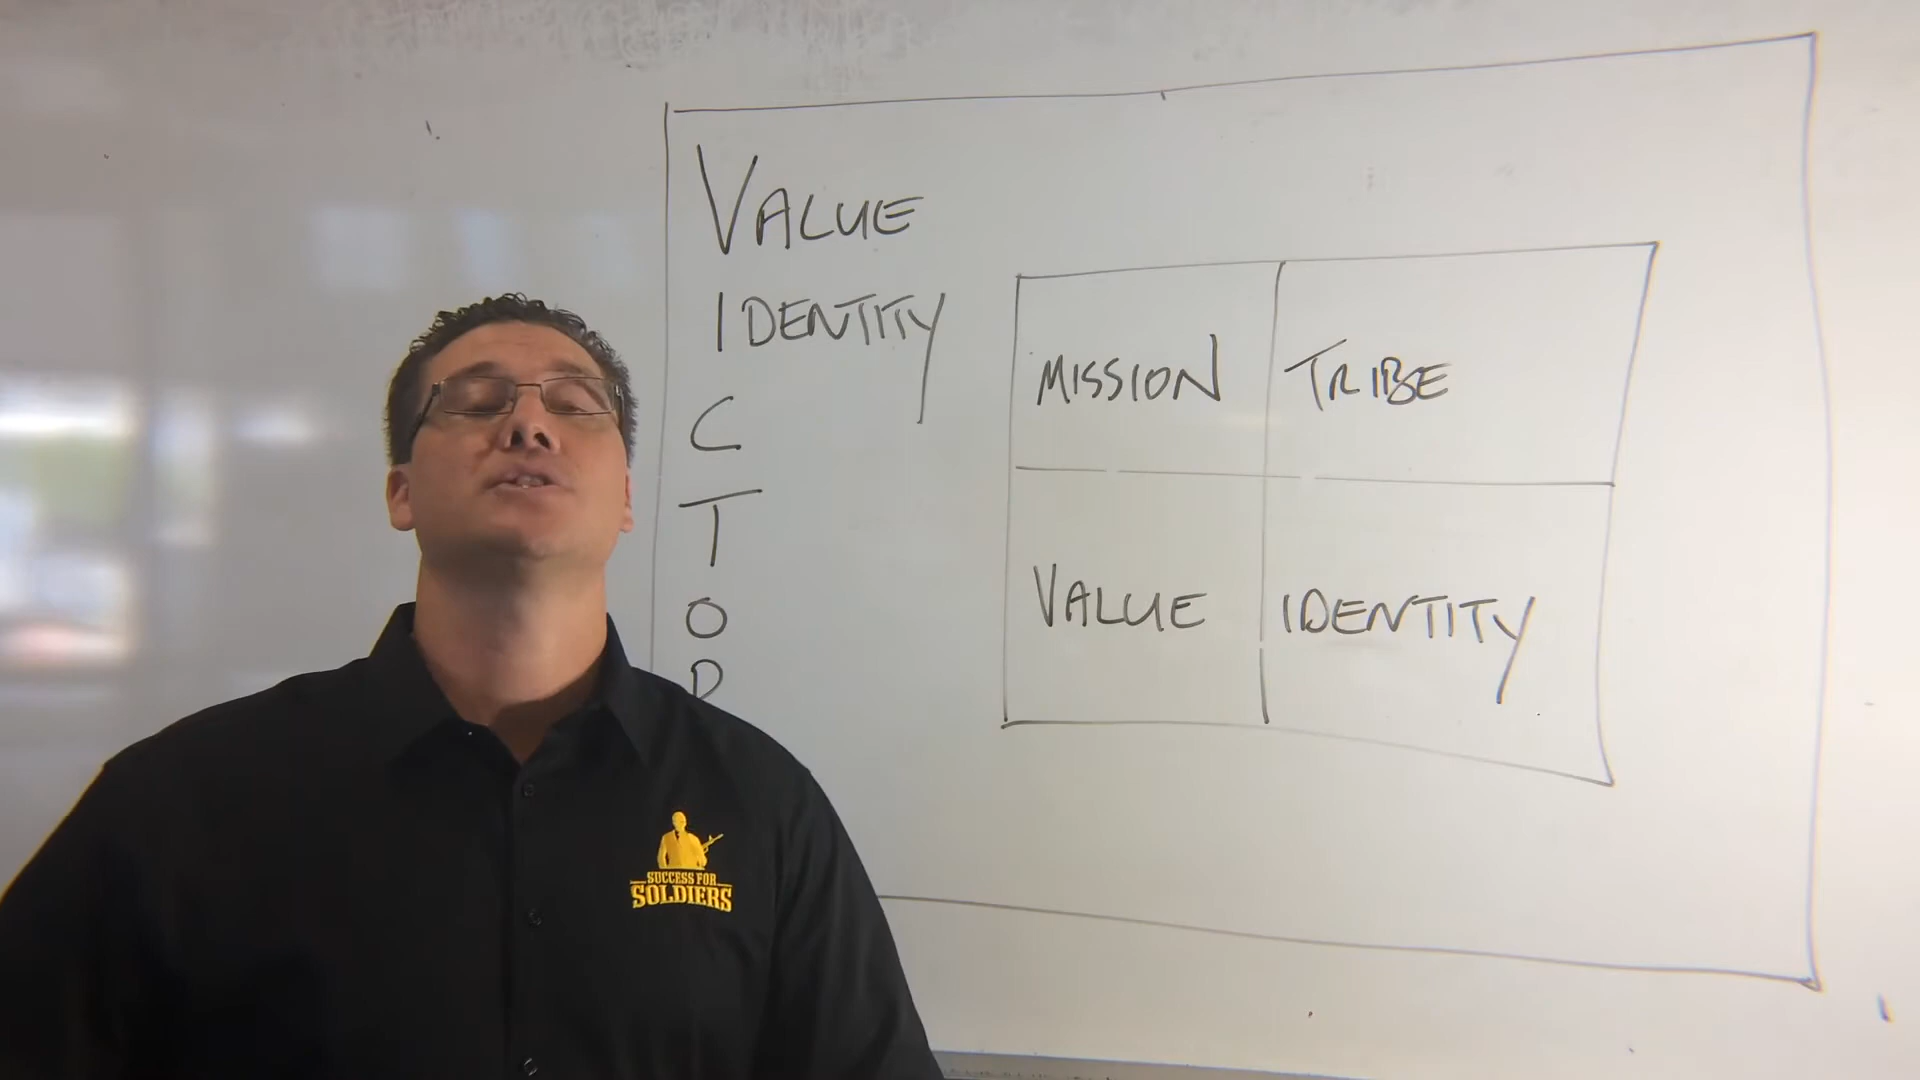 VALUE
IDENTITY
C
T
O
MISSION TRIBE
VALUE IDENTITY
SUCCESS FOR
SOLDIERS